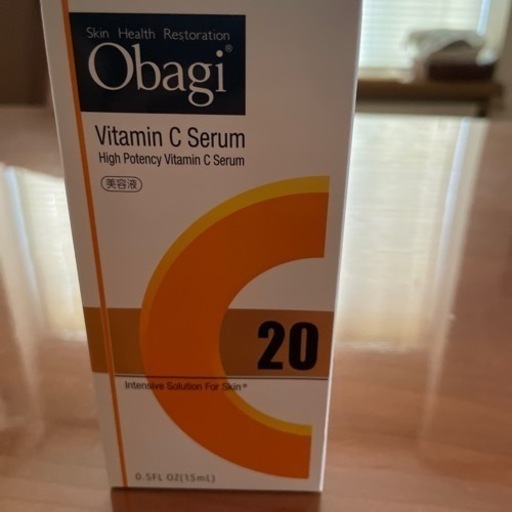 Skin Health Restoration
Obagi®
Vitamin C Serum
High Potency Vitamin C Serum
美容液
20
Intensive Solution For Skin®
0.5FL OZ(15mL)